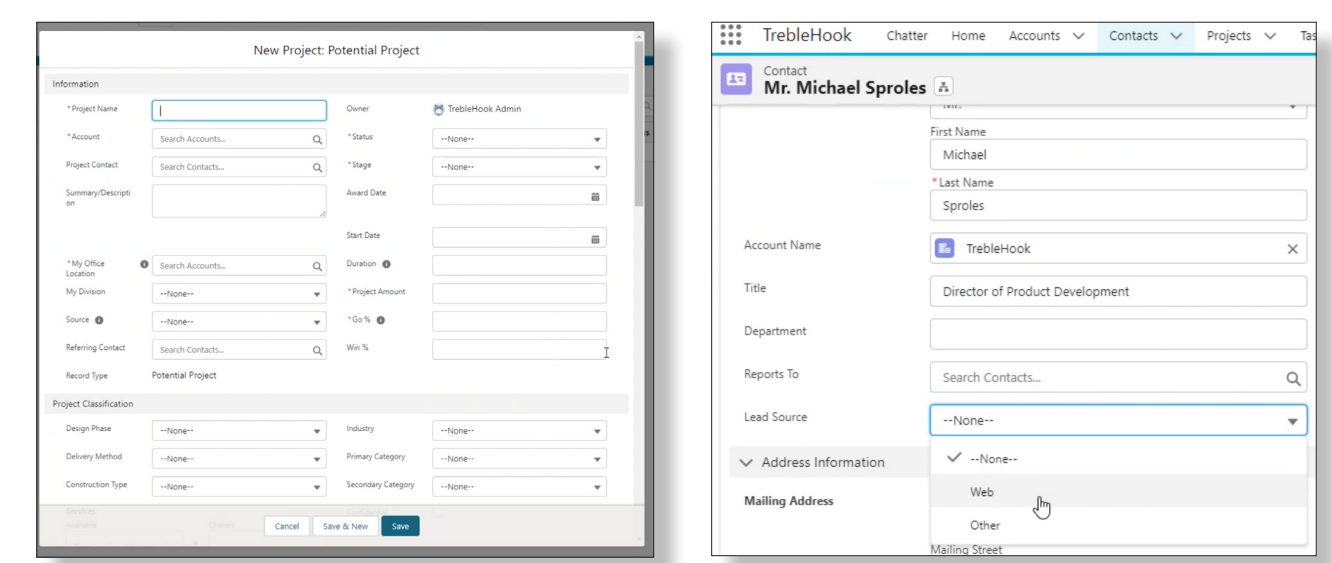 New Project: Potential Project
Information
* Project Name
Owner
TrebleHook Admin
* Account
Search Accounts...
* Status
--None--
Project Contact
Search Contacts...
* Stage
--None--
Summary/Descripti
on
Award Date
Start Date
* My Office
Location
Search Accounts...
Duration
My Division
--None--
* Project Amount
Source
--None--
* Go %
Referring Contact
Search Contacts...
Win %
Record Type
Potential Project
Project Classification
Design Phase
--None--
Industry
--None--
Delivery Method
--None--
Primary Category
--None--
Construction Type
--None--
Secondary Category
--None--
Cancel
Save & New
Save
TrebleHook
Chatter
Home
Accounts
Contacts
Projects
Contact
Mr. Michael Sproles
First Name
Michael
* Last Name
Sproles
Account Name
TrebleHook
Title
Director of Product Development
Department
Reports To
Search Contacts...
Lead Source
--None--
--None--
Web
Other
Address Information
Mailing Address
Mailing Street